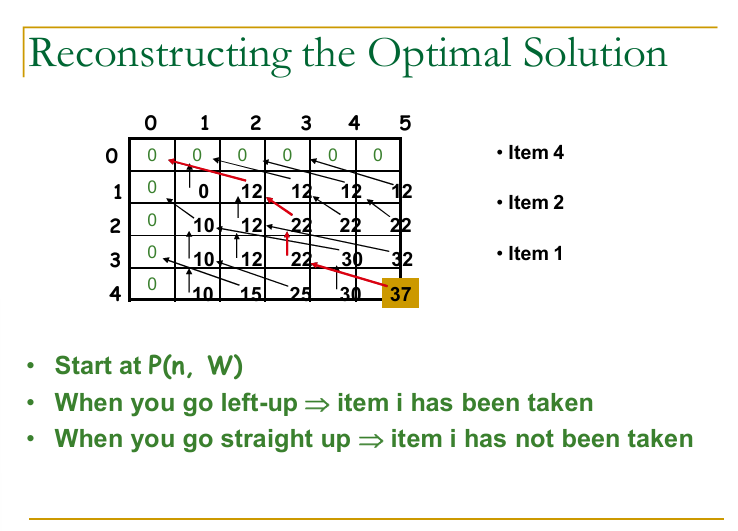 Reconstructing the Optimal Solution
0 1 2 3 4 5
0 0 0 0 0 0 0
1 0 0 12 12 12 12
2 0 10 12 22 22 22
3 0 10 12 22 30 32
4 0 10 15 25 30 37
• Item 4
• Item 2
• Item 1
• Start at P(n, W)
• When you go left-up ⇒ item i has been taken
• When you go straight up ⇒ item i has not been taken